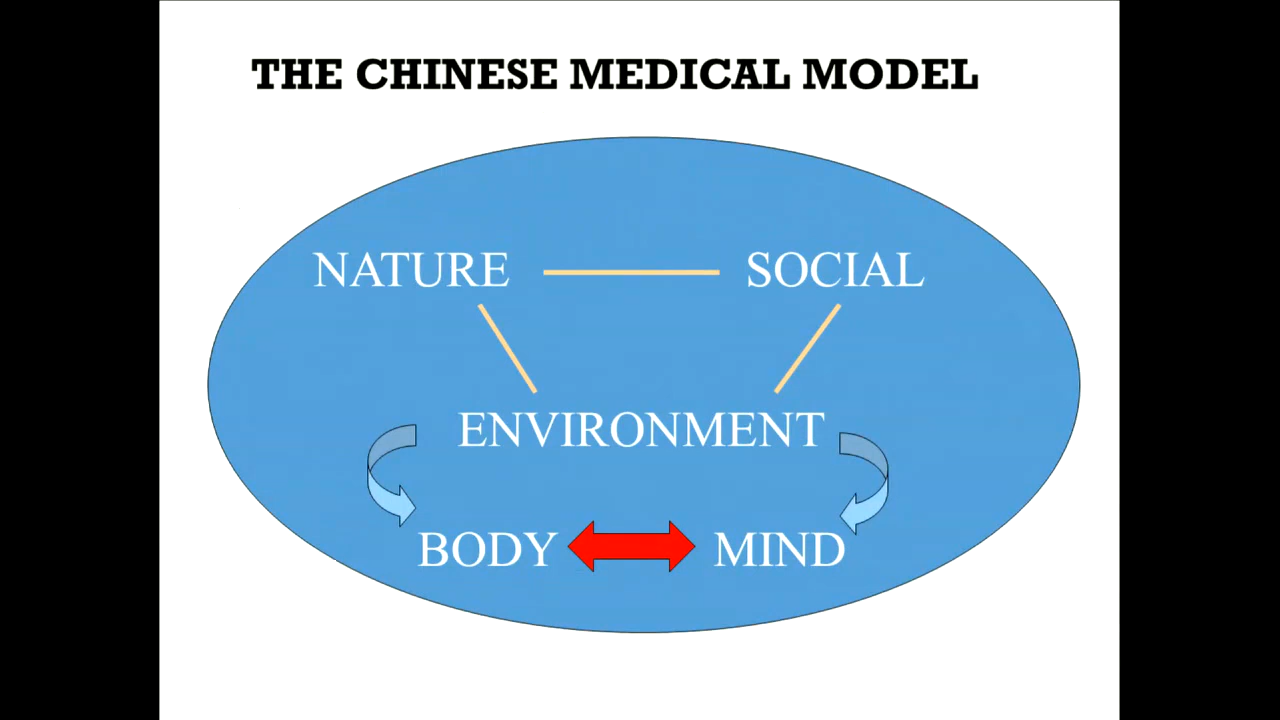 THE CHINESE MEDICAL MODEL
NATURE SOCIAL
ENVIRONMENT
BODY MIND